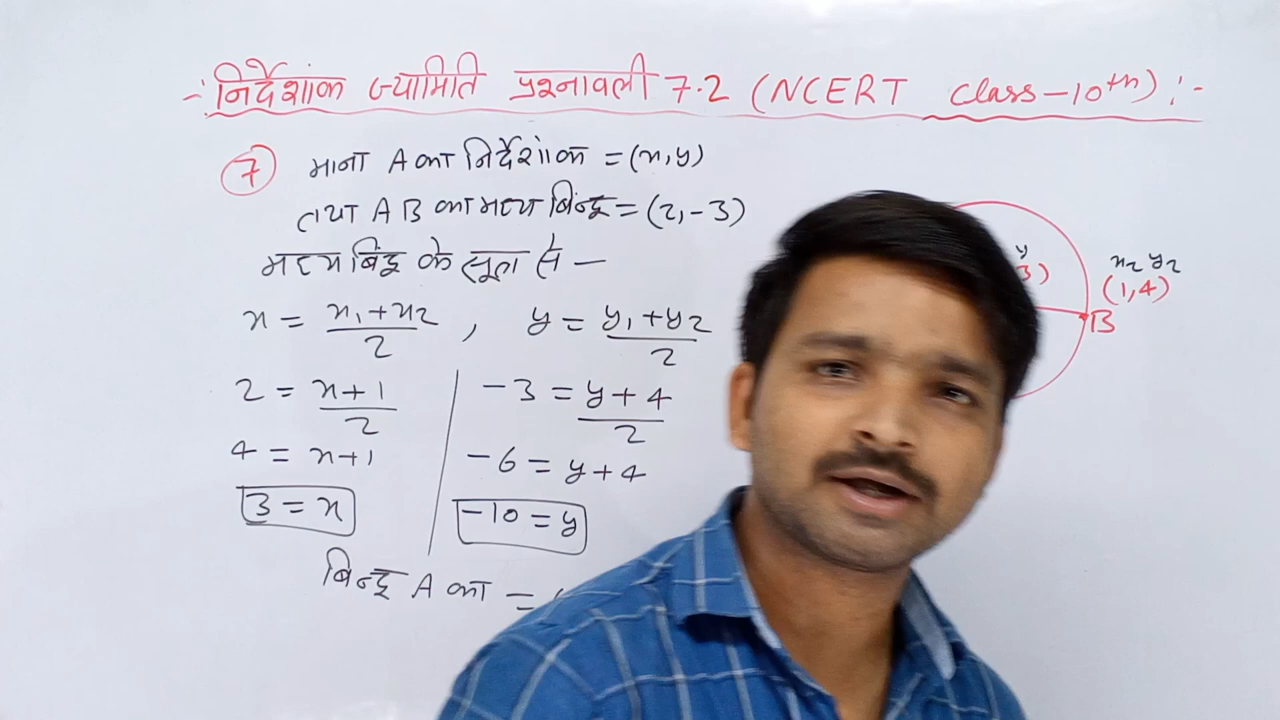 -: निर्देशांक ज्यामिति प्रश्नावली 7.2 (NCERT Class-10th) :-
7 माना A का निर्देशांक = (x, y)
तथा AB का मध्य बिन्दू = (2, -3)
मध्य बिंदू के सूत्र से —
x = x₁+x₂/2 , y = y₁+y₂/2
2 = x+1/2
-3 = y+4/2
4 = x+1
-6 = y+4
3 = x
-10 = y
बिन्दू A का =
y
3)
x₂ y₂
(1,4)
B